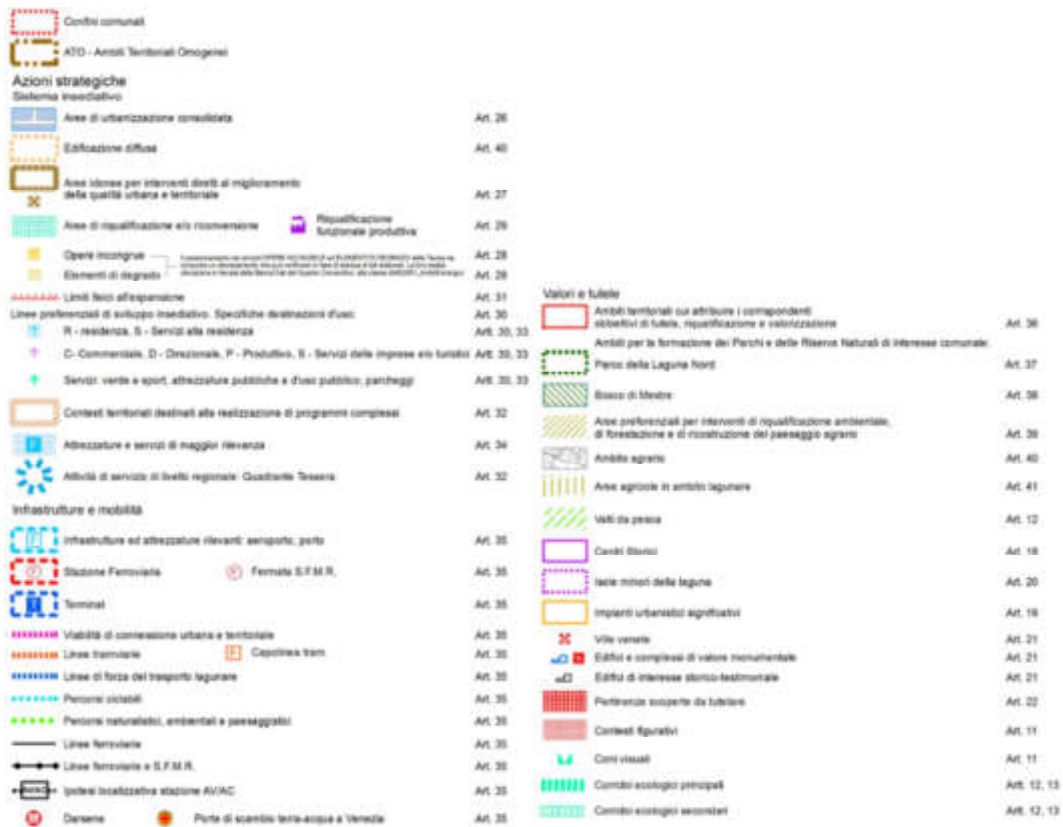 Confini comunali
ATO - Ambiti Territoriali Omogenei
Azioni strategiche
Sistema insediativo
Aree di urbanizzazione consolidata Art. 26
Edificazione diffusa Art. 40
Aree idonee per interventi diretti al miglioramento
della qualità urbana e territoriale Art. 27
Aree di riqualificazione e/o riconversione Riqualificazione funzionale produttiva Art. 29
Opere incongrue Art. 28
Elementi di degrado Art. 28
Limiti fisici all'espansione Art. 31
Linee preferenziali di sviluppo insediativo. Specifiche destinazioni d'uso: Art. 30
R - residenza, S - Servizi alla residenza Artt. 30, 33
C- Commerciale, D - Direzionale, P - Produttivo, S - Servizi delle imprese e/o turistici Artt. 30, 33
Servizi: verde e sport, attrezzature pubbliche e d'uso pubblico, parcheggi Artt. 30, 33
Contesti territoriali destinati alla realizzazione di programmi complessi Art. 32
F Attrezzature e servizi di maggior rilevanza Art. 34
Attività di servizio di livello regionale: Quadrante Tessera Art. 32
Infrastrutture e mobilità
Infrastrutture ed attrezzature rilevanti: aeroporto, porto Art. 35
Stazione Ferroviaria Fermata S.F.M.R. Art. 35
Terminal Art. 35
Viabilità di connessione urbana e territoriale Art. 35
Linee tramviarie Capolinea tram Art. 35
Linee di forza del trasporto lagunare Art. 35
Percorsi ciclabili Art. 35
Percorsi naturalistici, ambientali e paesaggistici Art. 35
Linee ferroviarie Art. 35
Linee ferroviarie e S.F.M.R. Art. 35
AV/AC Ipotesi localizzativa stazione AV/AC Art. 35
Darsene Porte di scambio terra-acqua a Venezia Art. 35
Valori e tutele
Ambiti territoriali cui attribuire i corrispondenti
obbiettivi di tutela, riqualificazione e valorizzazione Art. 36
Ambiti per la formazione dei Parchi e delle Riserve Naturali di interesse comunale:
Parco della Laguna Nord Art. 37
Bosco di Mestre Art. 38
Aree preferenziali per interventi di riqualificazione ambientale,
di forestazione e di ricostruzione del paesaggio agrario Art. 39
Ambito agrario Art. 40
Aree agricole in ambito lagunare Art. 41
Valli da pesca Art. 12
Centri Storici Art. 18
Isole minori della laguna Art. 20
Impianti urbanistici significativi Art. 19
Ville venete Art. 21
Edifici e complessi di valore monumentale Art. 21
Edifici di interesse storico-testimoniale Art. 21
Pertinenze scoperte da tutelare Art. 22
Contesti figurativi Art. 11
Coni visuali Art. 11
Corridoi ecologici principali Artt. 12, 13
Corridoi ecologici secondari Artt. 12, 13